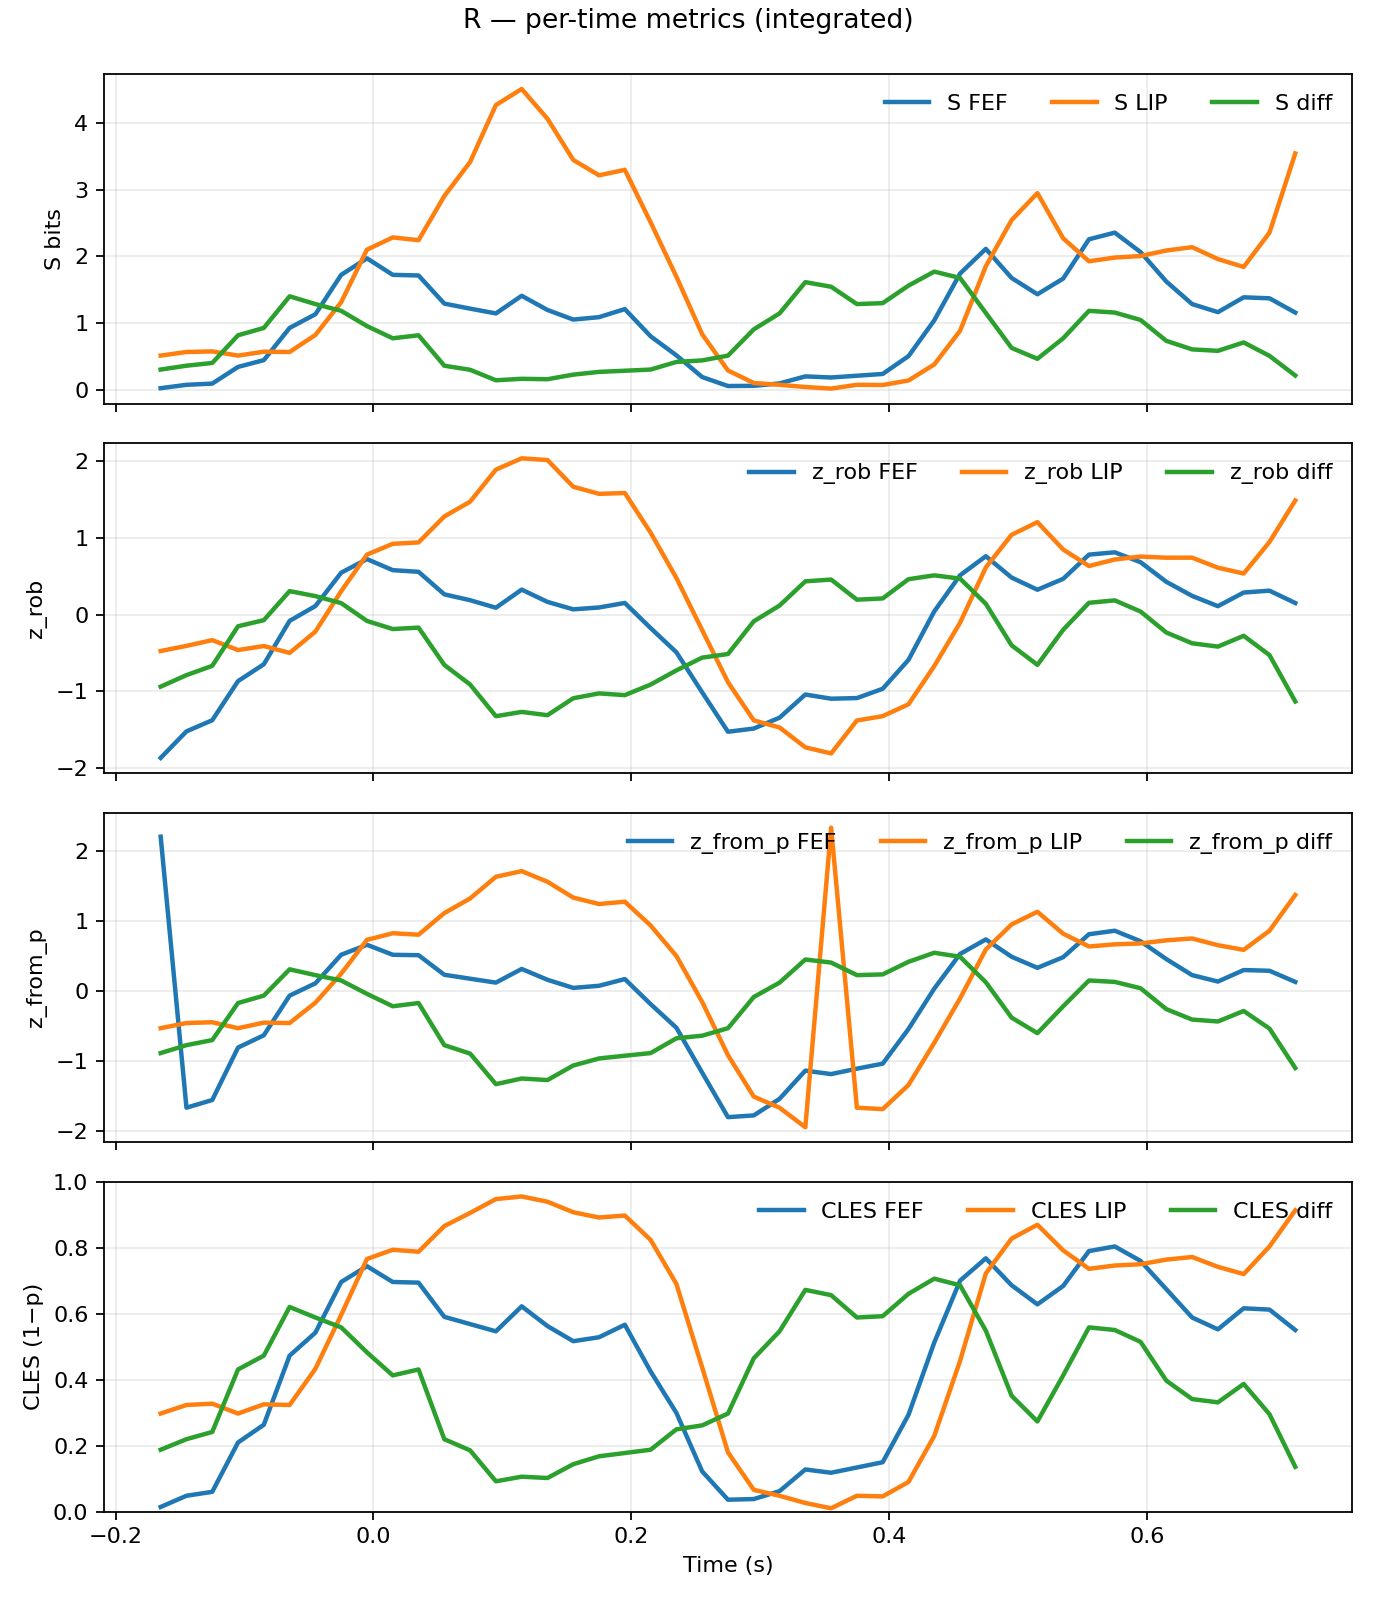 R — per-time metrics (integrated)
S FEF S LIP S diff
4
3
2
1
0
S bits
z_rob FEF z_rob LIP z_rob diff
2
1
0
−1
−2
z_rob
z_from_p FEF z_from_p LIP z_from_p diff
2
1
0
−1
−2
z_from_p
CLES FEF CLES LIP CLES diff
1.0
0.8
0.6
0.4
0.2
0.0
CLES (1−p)
−0.2 0.0 0.2 0.4 0.6
Time (s)